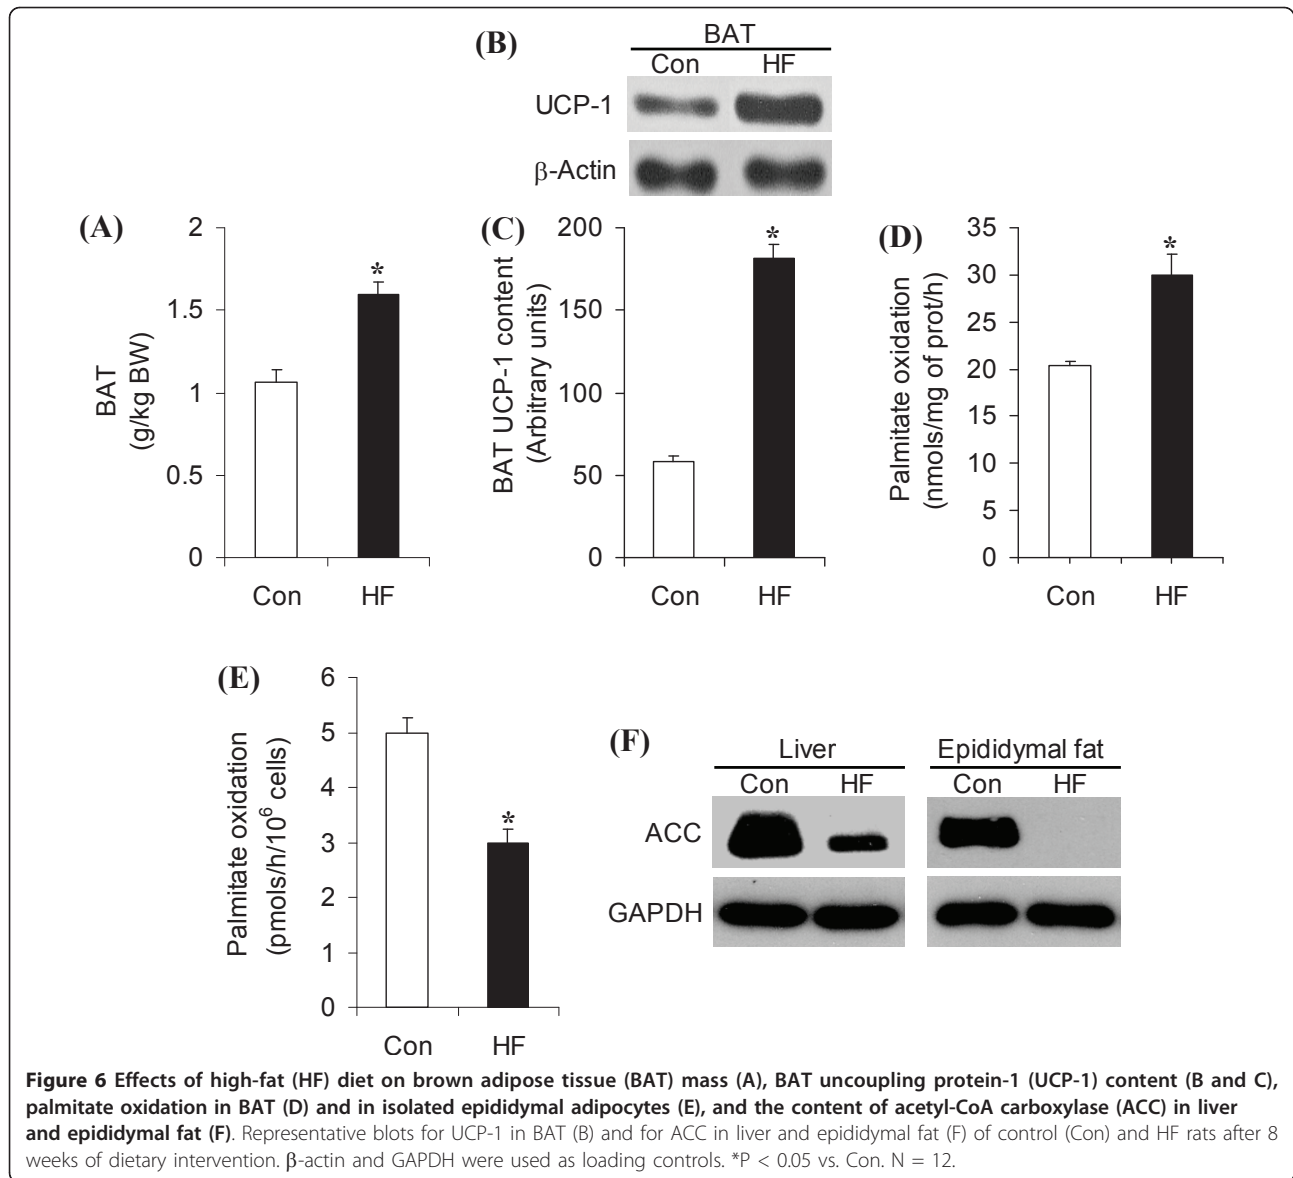 (B)
BAT
Con HF
UCP-1
β-Actin
(A)
BAT
(g/kg BW)
2
1.5
1
0.5
0
*
Con HF
(C)
BAT UCP-1 content
(Arbitrary units)
200
150
100
50
0
*
Con HF
(D)
Palmitate oxidation
(nmols/mg of prot/h)
35
30
25
20
15
10
5
0
*
Con HF
(E)
Palmitate oxidation
(pmols/h/10⁶ cells)
6
5
4
3
2
1
0
*
Con HF
(F)
Liver Epididymal fat
Con HF Con HF
ACC
GAPDH
Figure 6 Effects of high-fat (HF) diet on brown adipose tissue (BAT) mass (A), BAT uncoupling protein-1 (UCP-1) content (B and C),
palmitate oxidation in BAT (D) and in isolated epididymal adipocytes (E), and the content of acetyl-CoA carboxylase (ACC) in liver
and epididymal fat (F). Representative blots for UCP-1 in BAT (B) and for ACC in liver and epididymal fat (F) of control (Con) and HF rats after 8
weeks of dietary intervention. β-actin and GAPDH were used as loading controls. *P < 0.05 vs. Con. N = 12.